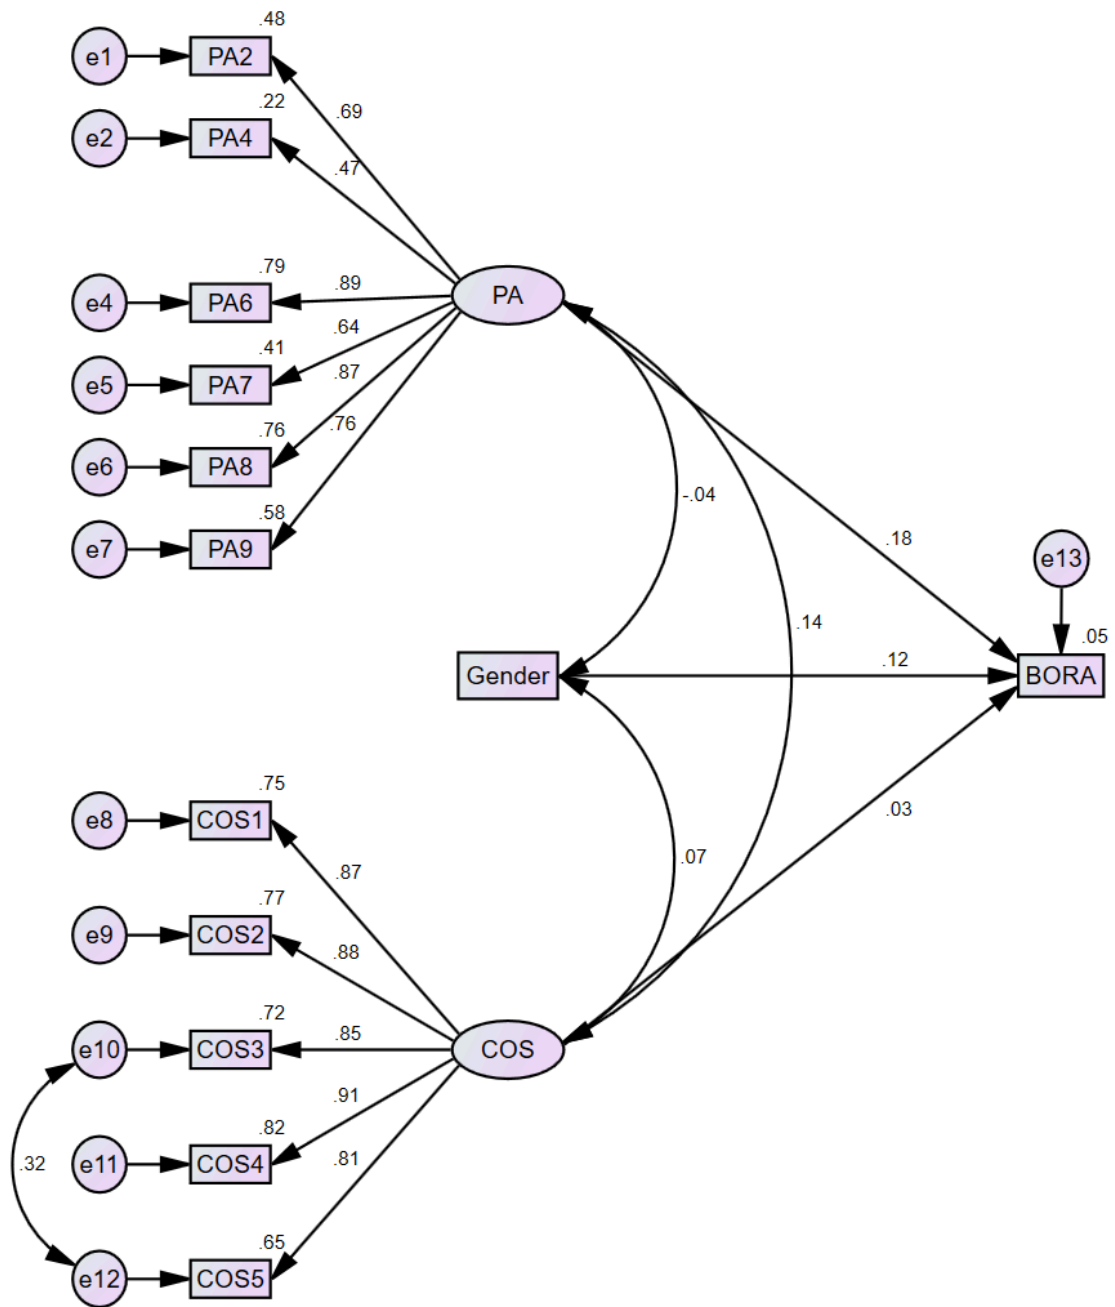 .48
e1 PA2
.69
.22
e2 PA4
.47
.79
e4 PA6
.89
PA
.64
.41
e5 PA7
.87
.76
.76
e6 PA8
-.04
.58
e7 PA9
.18
e13
.14
.05
Gender
.12
BORA
.75
e8 COS1
.03
.07
.87
.77
e9 COS2
.88
.72
e10 COS3
.85
COS
.91
.82
e11 COS4
.32
.81
.65
e12 COS5